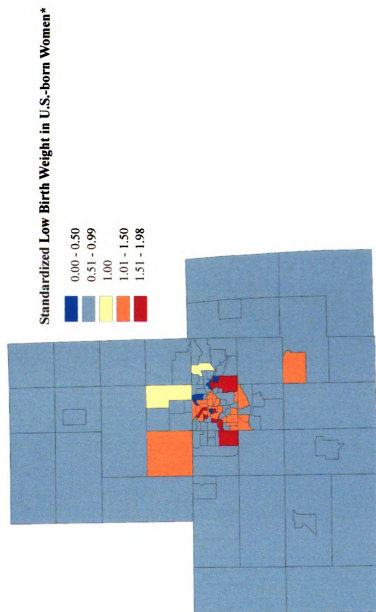 Standardized Low Birth Weight in U.S.-born Women*
0.00 - 0.50
0.51 - 0.99
1.00
1.01 - 1.50
1.51 - 1.98